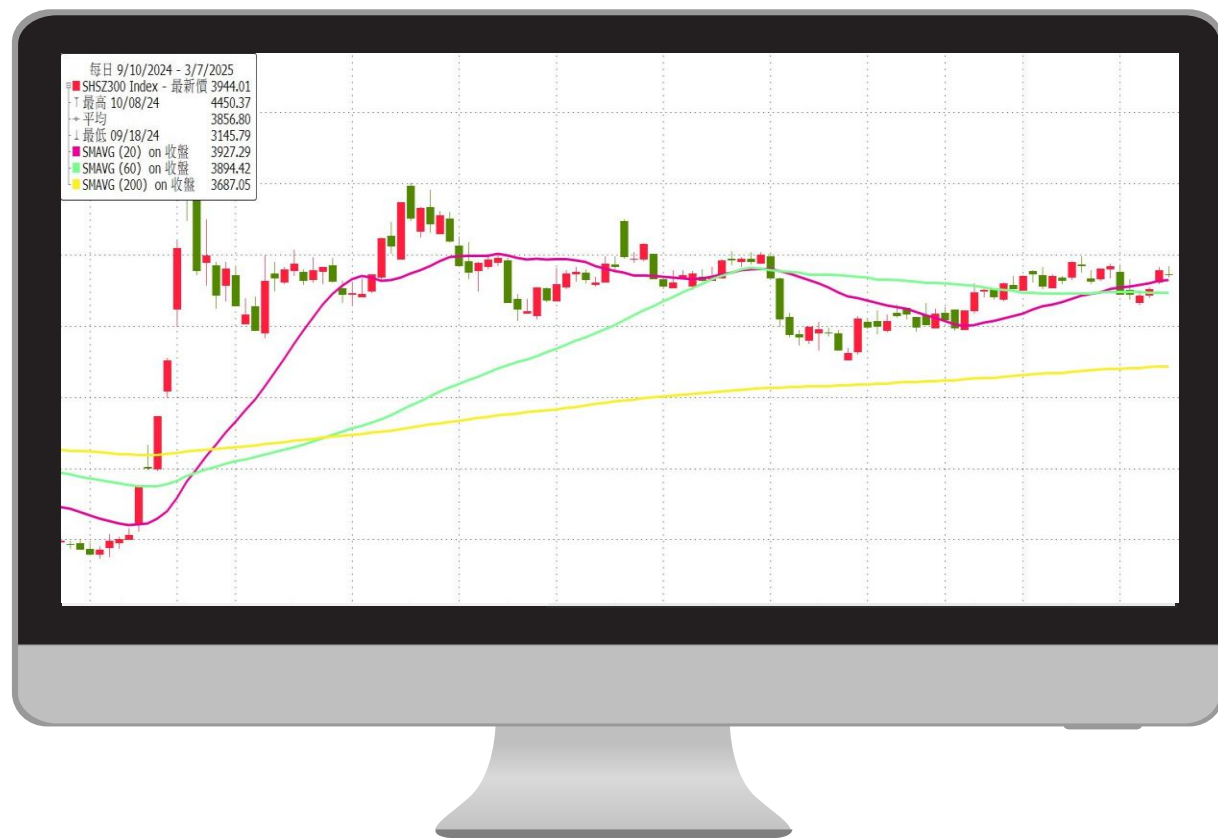 每日 9/10/2024 - 3/7/2025
SHSZ300 Index - 最新價 3944.01
最高 10/08/24 4450.37
平均 3856.80
最低 09/18/24 3145.79
SMAVG (20) on 收盤 3927.29
SMAVG (60) on 收盤 3894.42
SMAVG (200) on 收盤 3687.05